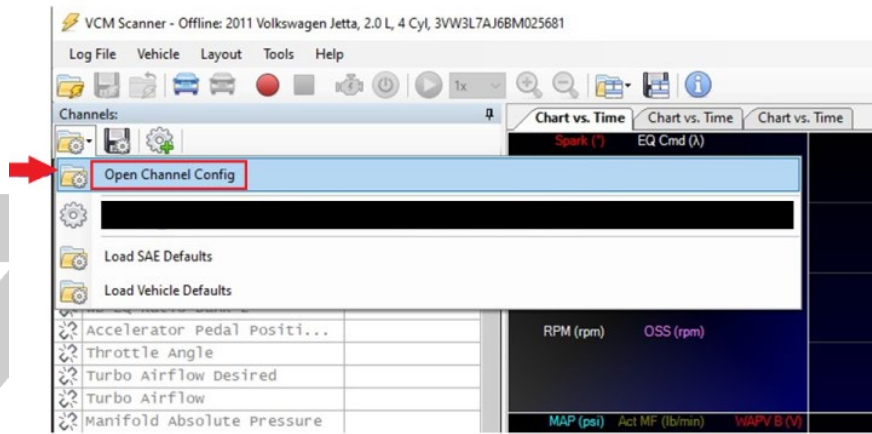 VCM Scanner - Offline: 2011 Volkswagen Jetta, 2.0 L, 4 Cyl, 3VW3L7AJ6BM025681
Log File Vehicle Layout Tools Help
1x
Channels:
Chart vs. Time Chart vs. Time Chart vs. Time
Spark (°) EQ Cmd (λ)
Open Channel Config
Load SAE Defaults
Load Vehicle Defaults
Accelerator Pedal Positi...
RPM (rpm) OSS (rpm)
Throttle Angle
Turbo Airflow Desired
Turbo Airflow
Manifold Absolute Pressure
MAP (psi) Act MF (lb/min) WAPV B (V)